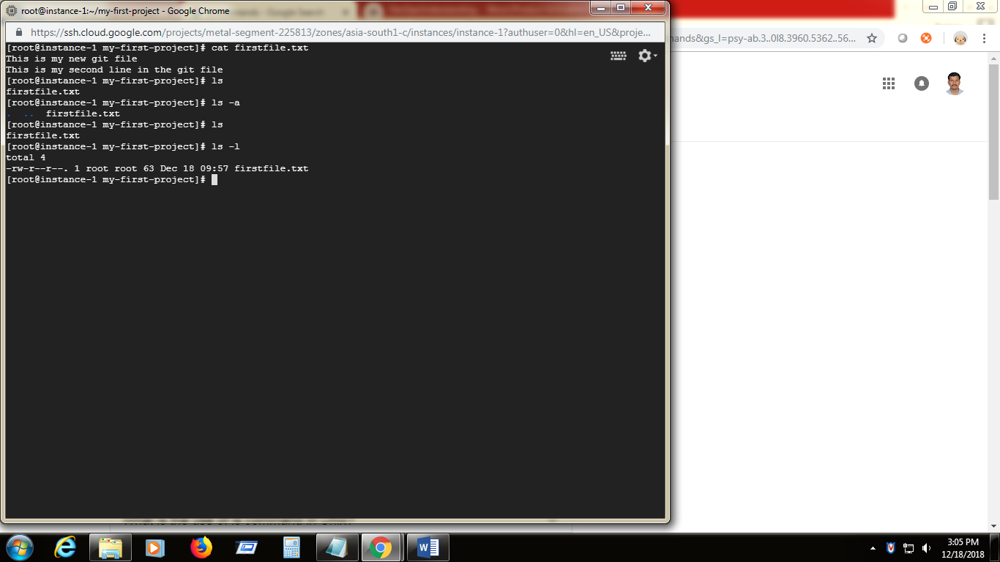 root@instance-1:~/my-first-project - Google Chrome
https://ssh.cloud.google.com/projects/metal-segment-225813/zones/asia-south1-c/instances/instance-1?authuser=0&hl=en_US&proje...
[root@instance-1 my-first-project]# cat firstfile.txt
This is my new git file
This is my second line in the git file
[root@instance-1 my-first-project]# ls
firstfile.txt
[root@instance-1 my-first-project]# ls -a
. .. firstfile.txt
[root@instance-1 my-first-project]# ls
firstfile.txt
[root@instance-1 my-first-project]# ls -l
total 4
-rw-r--r--. 1 root root 63 Dec 18 09:57 firstfile.txt
[root@instance-1 my-first-project]#
mands&gs_l=psy-ab.3..0l8.3960.5362..56...
3:05 PM
12/18/2018